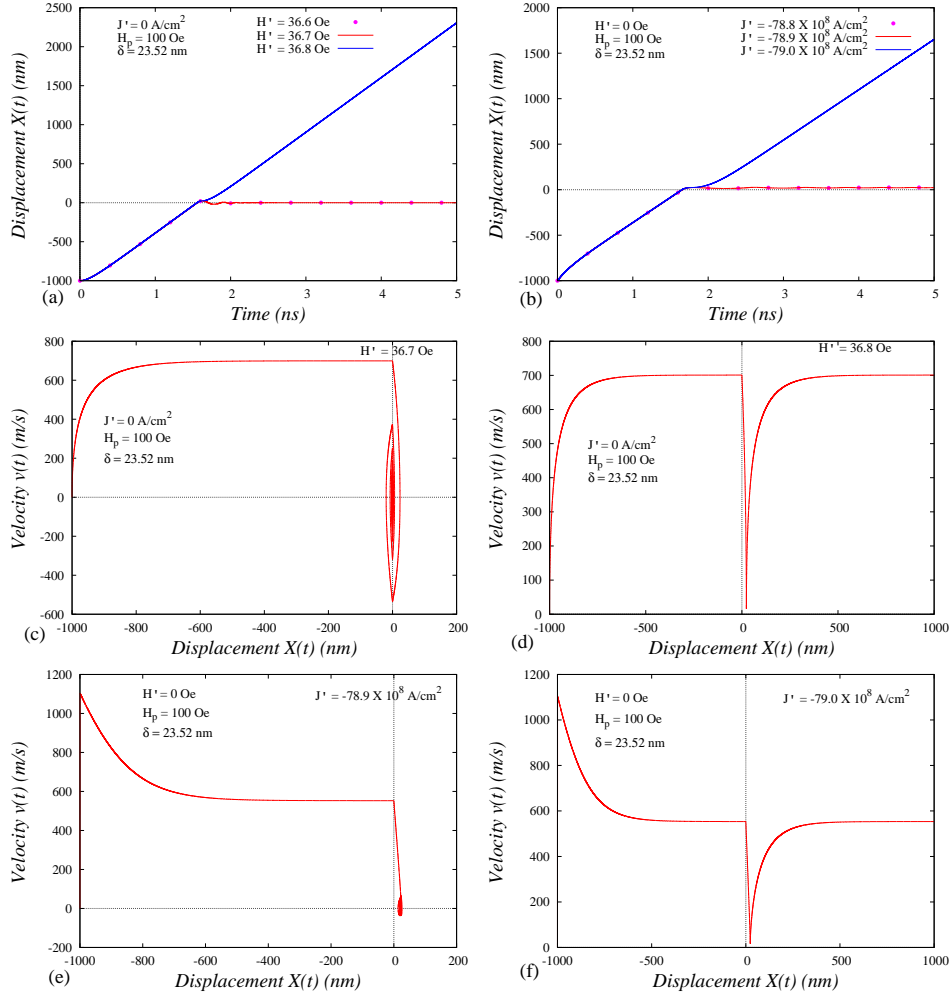 J' = 0 A/cm²
H_p = 100 Oe
δ = 23.52 nm
H' = 36.6 Oe
H' = 36.7 Oe
H' = 36.8 Oe
2500
2000
1500
1000
500
0
-500
-1000
0
1
2
3
4
5
Displacement X(t) (nm)
Time (ns)
(a)
H' = 0 Oe
H_p = 100 Oe
δ = 23.52 nm
J' = -78.8 X 10⁸ A/cm²
J' = -78.9 X 10⁸ A/cm²
J' = -79.0 X 10⁸ A/cm²
2000
1500
1000
500
0
-500
-1000
0
1
2
3
4
5
Displacement X(t) (nm)
Time (ns)
(b)
H' = 36.7 Oe
J' = 0 A/cm²
H_p = 100 Oe
δ = 23.52 nm
800
600
400
200
0
-200
-400
-600
-1000
-800
-600
-400
-200
0
200
Velocity v(t) (m/s)
Displacement X(t) (nm)
(c)
H' = 36.8 Oe
J' = 0 A/cm²
H_p = 100 Oe
δ = 23.52 nm
800
700
600
500
400
300
200
100
0
-1000
-500
0
500
1000
Velocity v(t) (m/s)
Displacement X(t) (nm)
(d)
H' = 0 Oe
H_p = 100 Oe
δ = 23.52 nm
J' = -78.9 X 10⁸ A/cm²
1200
1000
800
600
400
200
0
-200
-1000
-800
-600
-400
-200
0
200
Velocity v(t) (m/s)
Displacement X(t) (nm)
(e)
H' = 0 Oe
H_p = 100 Oe
δ = 23.52 nm
J' = -79.0 X 10⁸ A/cm²
1200
1000
800
600
400
200
0
-1000
-500
0
500
1000
Velocity v(t) (m/s)
Displacement X(t) (nm)
(f)